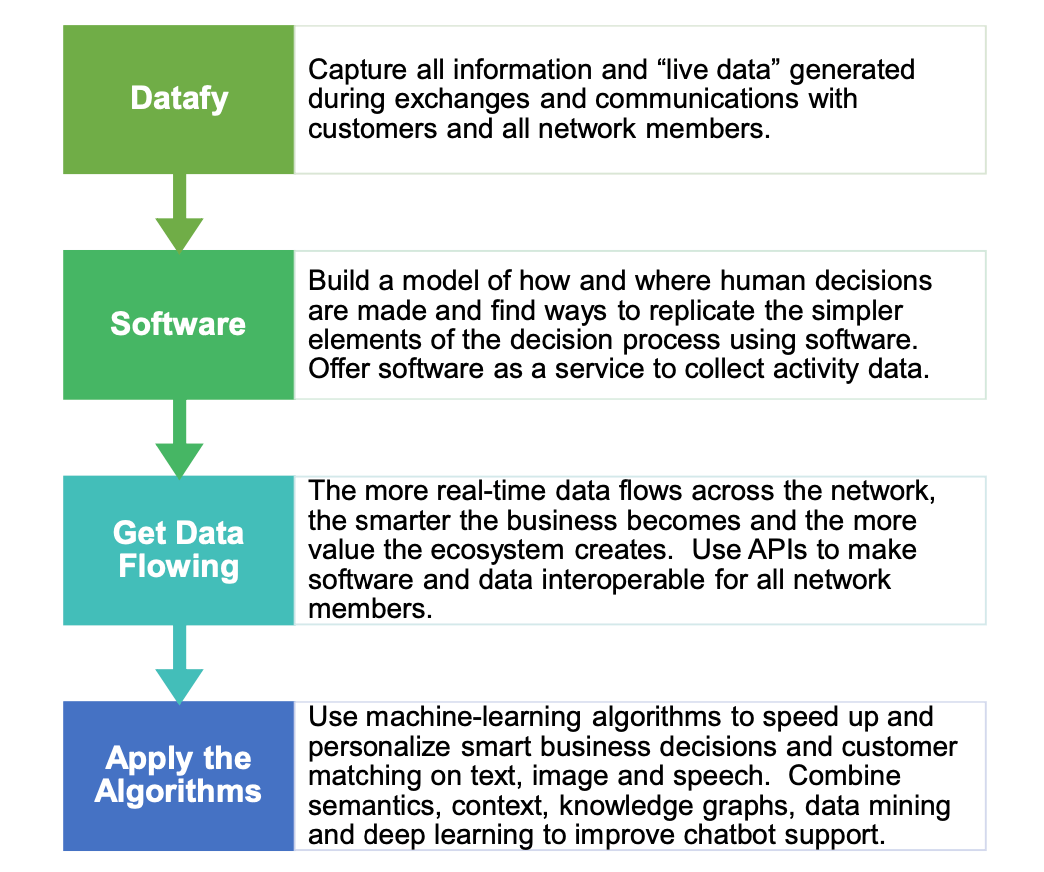 Datafy
Capture all information and “live data” generated
during exchanges and communications with
customers and all network members.
Software
Build a model of how and where human decisions
are made and find ways to replicate the simpler
elements of the decision process using software.
Offer software as a service to collect activity data.
Get Data
Flowing
The more real-time data flows across the network,
the smarter the business becomes and the more
value the ecosystem creates.  Use APIs to make
software and data interoperable for all network
members.
Apply the
Algorithms
Use machine-learning algorithms to speed up and
personalize smart business decisions and customer
matching on text, image and speech.  Combine
semantics, context, knowledge graphs, data mining
and deep learning to improve chatbot support.